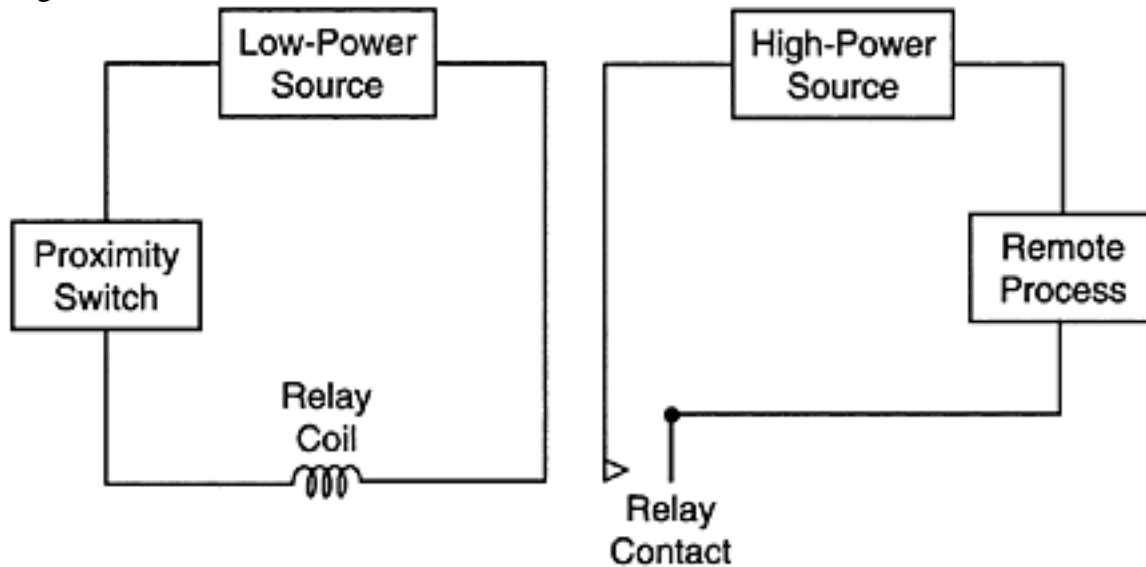 Low-Power
Source
High-Power
Source
Proximity
Switch
Remote
Process
Relay
Coil
Relay
Contact